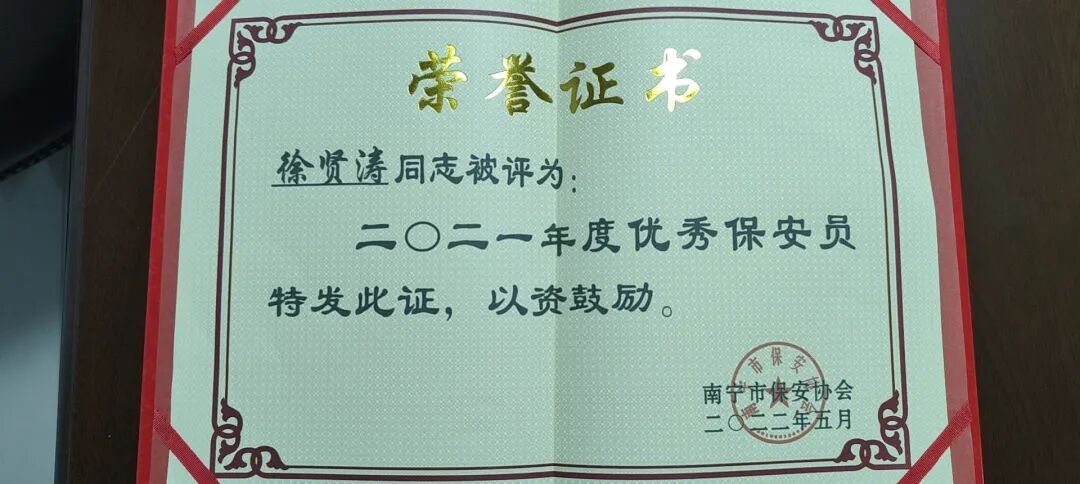 荣誉证书
徐贤涛同志被评为：
二〇二一年度优秀保安员
特发此证，以资鼓励。
南宁市保安协会
二〇二二年五月